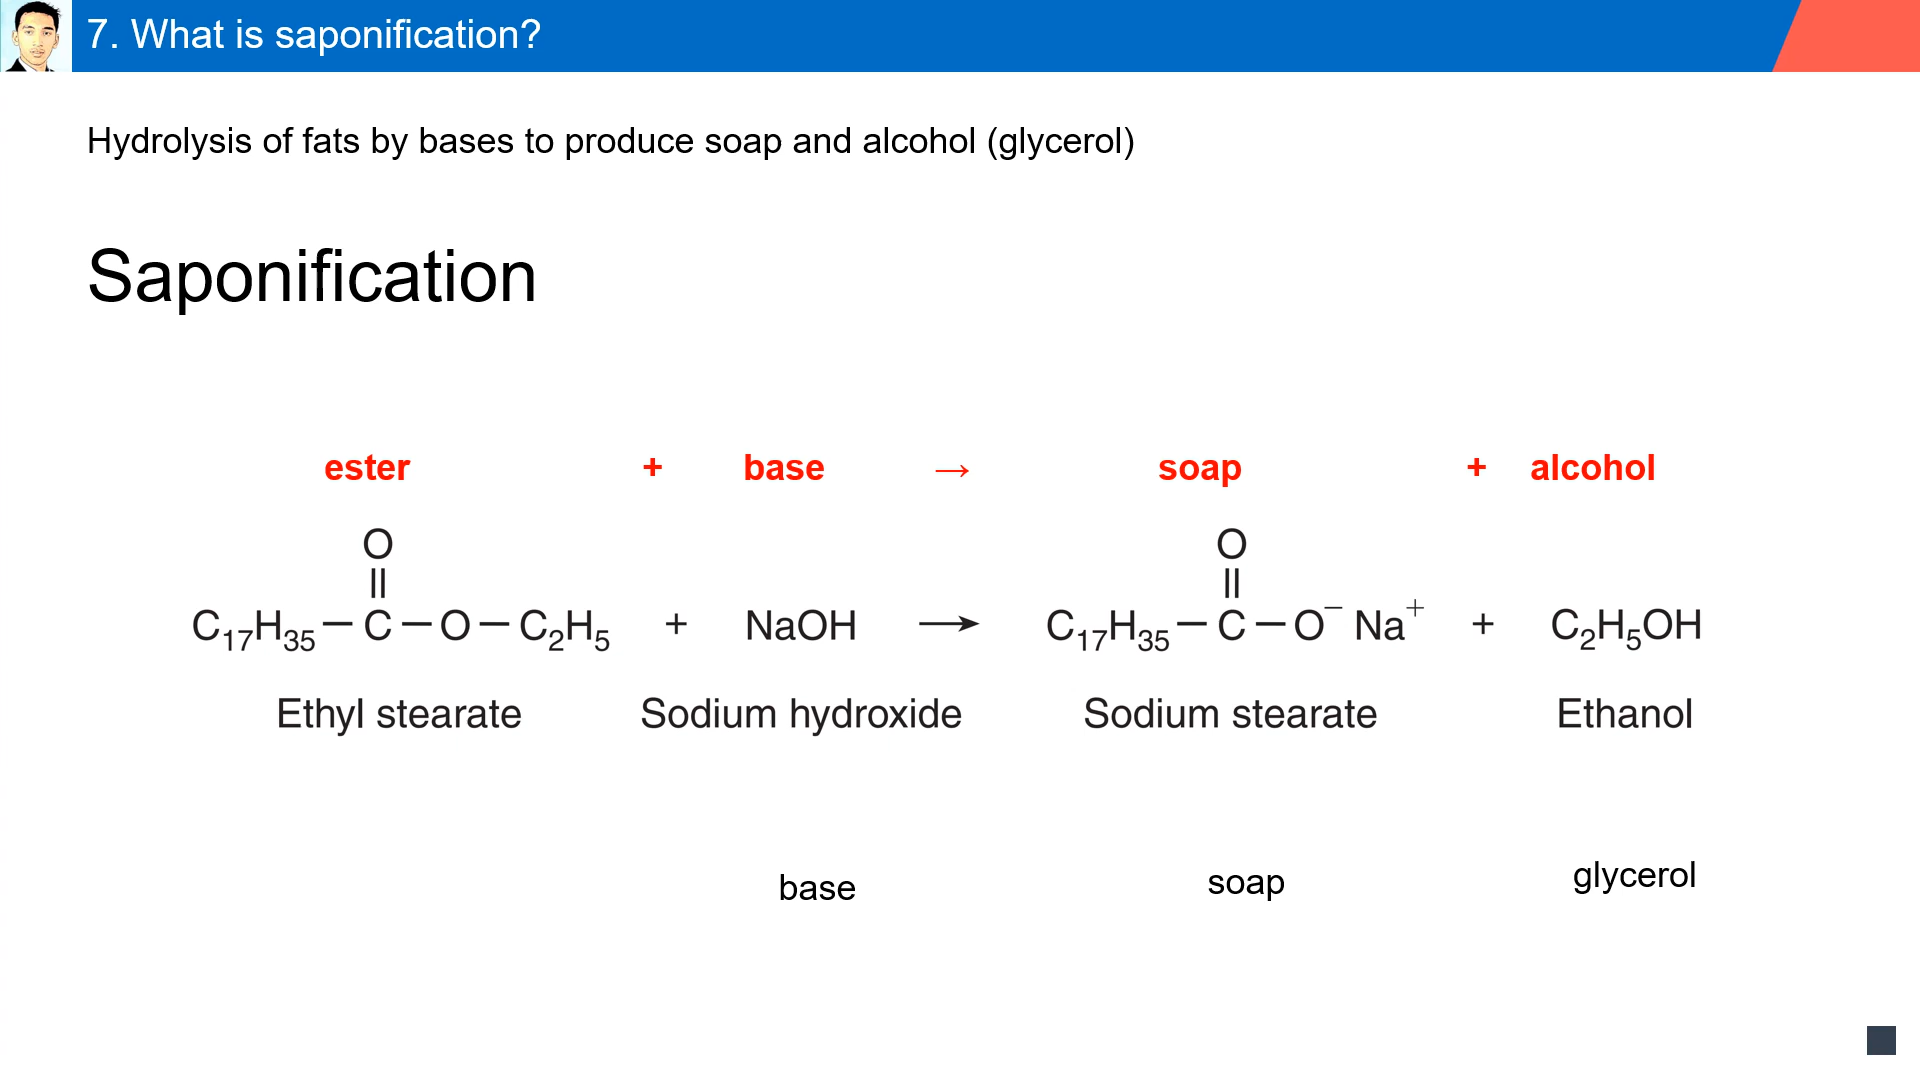 7. What is saponification?
Hydrolysis of fats by bases to produce soap and alcohol (glycerol)
Saponification
ester + base → soap + alcohol
O O
|| ||
C₁₇H₃₅ — C — O — C₂H₅ + NaOH → C₁₇H₃₅ — C — O⁻ Na⁺ + C₂H₅OH
Ethyl stearate Sodium hydroxide Sodium stearate Ethanol
base soap glycerol